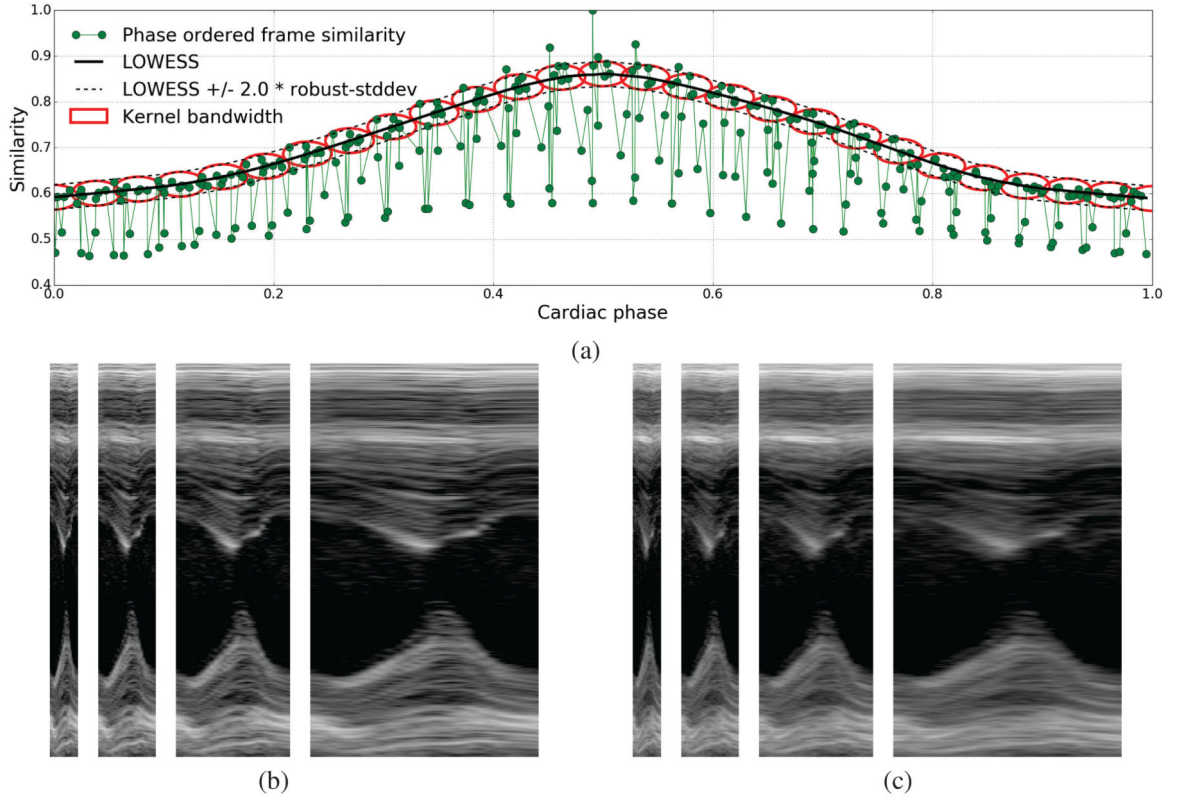 1.0
0.9
0.8
0.7
0.6
0.5
0.4
Similarity
Phase ordered frame similarity
LOWESS
LOWESS +/- 2.0 * robust-stddev
Kernel bandwidth
0.0 0.2 0.4 0.6 0.8 1.0
Cardiac phase
(a)
(b) (c)